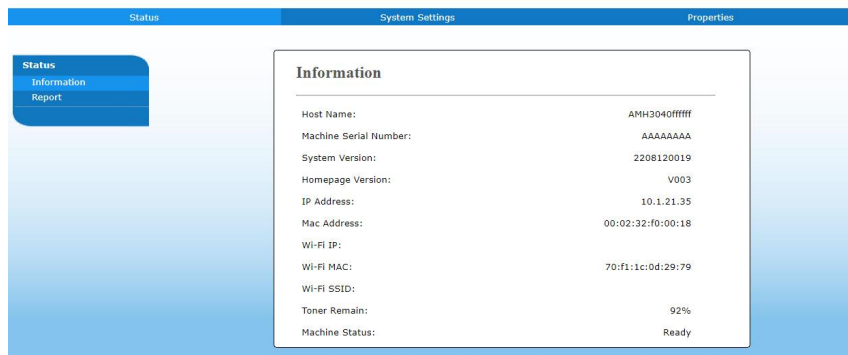 Status System Settings Properties
Status
Information
Report
Information
Host Name: AMH3040ffffff
Machine Serial Number: AAAAAAAA
System Version: 2208120019
Homepage Version: V003
IP Address: 10.1.21.35
Mac Address: 00:02:32:f0:00:18
Wi-Fi IP:
Wi-Fi MAC: 70:f1:1c:0d:29:79
Wi-Fi SSID:
Toner Remain: 92%
Machine Status: Ready